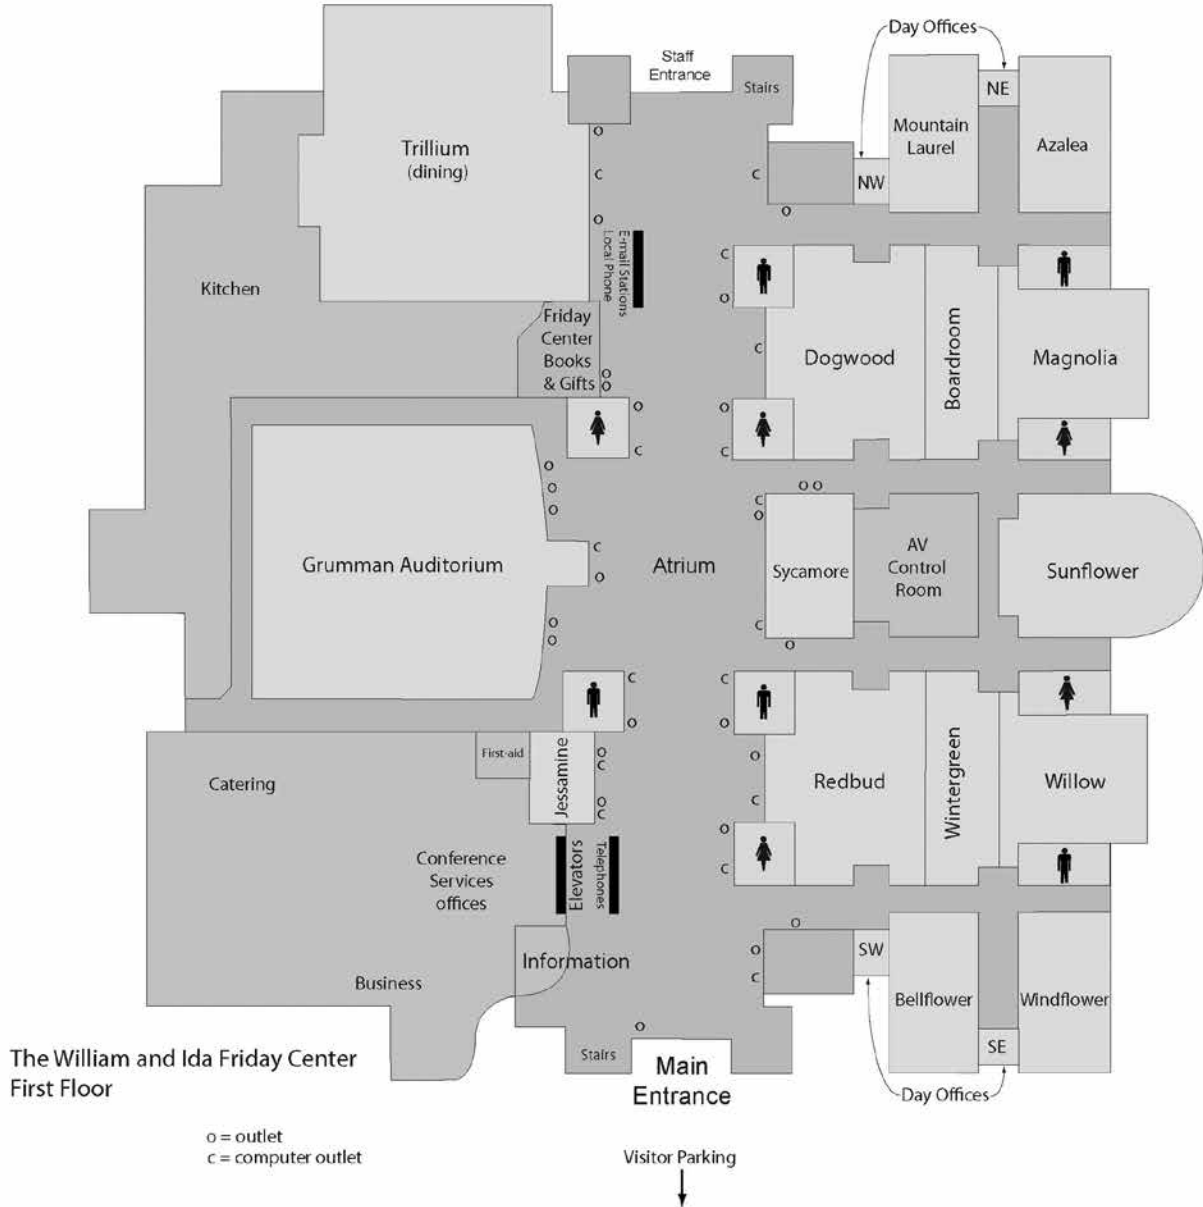 Day Offices
Staff
Entrance
Stairs
NE
Mountain
Laurel
Azalea
Trillium
(dining)
o
c
c
NW
o
o
E-mail Stations
Local Phone
c
o
Kitchen
Friday
Center
Books
& Gifts
c
Dogwood
Boardroom
Magnolia
o
o
o
o
c
c
o
o
o
o o
c
o
c
o
Grumman Auditorium
Atrium
Sycamore
AV
Control
Room
Sunflower
o
o
c
o
c
c
o
o
First-aid
Jessamine
o
c
o
Catering
Redbud
Wintergreen
Willow
o
c
c
o
Conference
Services
offices
Elevators
Telephones
c
o
Information
o
c
SW
Business
Bellflower
Windflower
o
Stairs
Main
Entrance
SE
Day Offices
The William and Ida Friday Center
First Floor
o = outlet
c = computer outlet
Visitor Parking